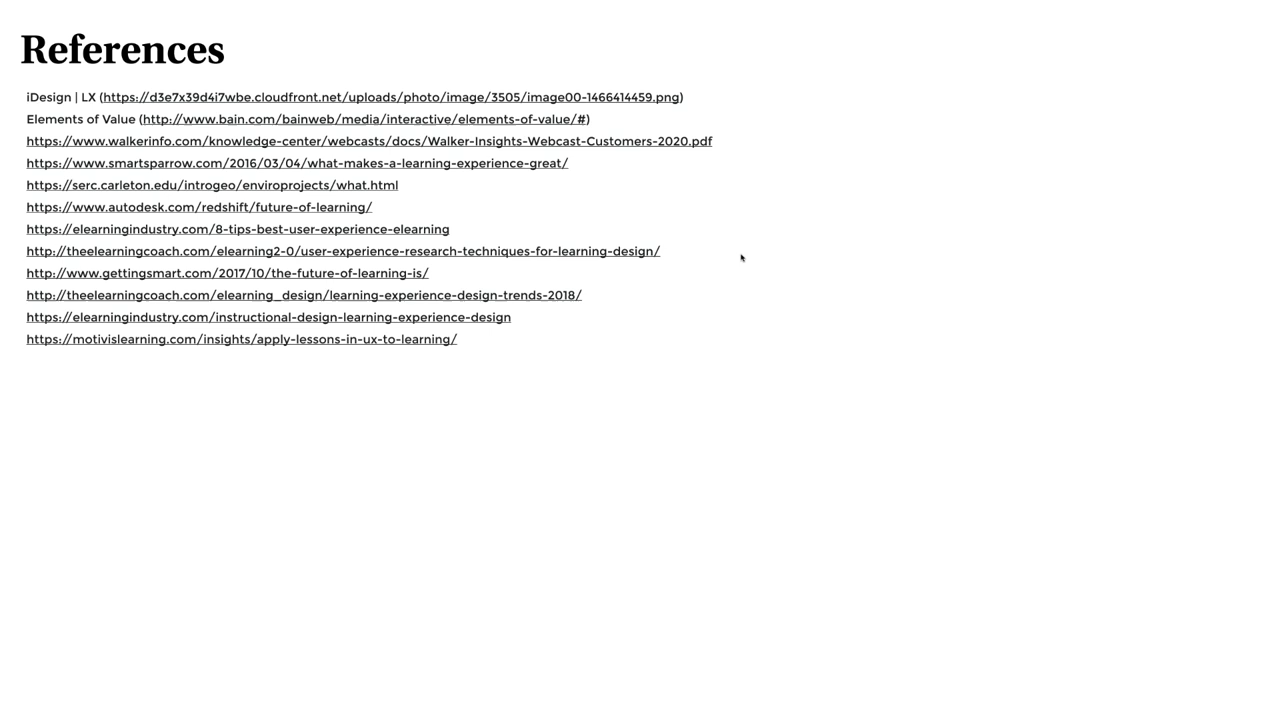 References
iDesign | LX (https://d3e7x39d4i7wbe.cloudfront.net/uploads/photo/image/3505/image00-1466414459.png)
Elements of Value (http://www.bain.com/bainweb/media/interactive/elements-of-value/#)
https://www.walkerinfo.com/knowledge-center/webcasts/docs/Walker-Insights-Webcast-Customers-2020.pdf
https://www.smartsparrow.com/2016/03/04/what-makes-a-learning-experience-great/
https://serc.carleton.edu/introgeo/enviroprojects/what.html
https://www.autodesk.com/redshift/future-of-learning/
https://elearningindustry.com/8-tips-best-user-experience-elearning
http://theelearningcoach.com/elearning2-0/user-experience-research-techniques-for-learning-design/
http://www.gettingsmart.com/2017/10/the-future-of-learning-is/
http://theelearningcoach.com/elearning_design/learning-experience-design-trends-2018/
https://elearningindustry.com/instructional-design-learning-experience-design
https://motivislearning.com/insights/apply-lessons-in-ux-to-learning/